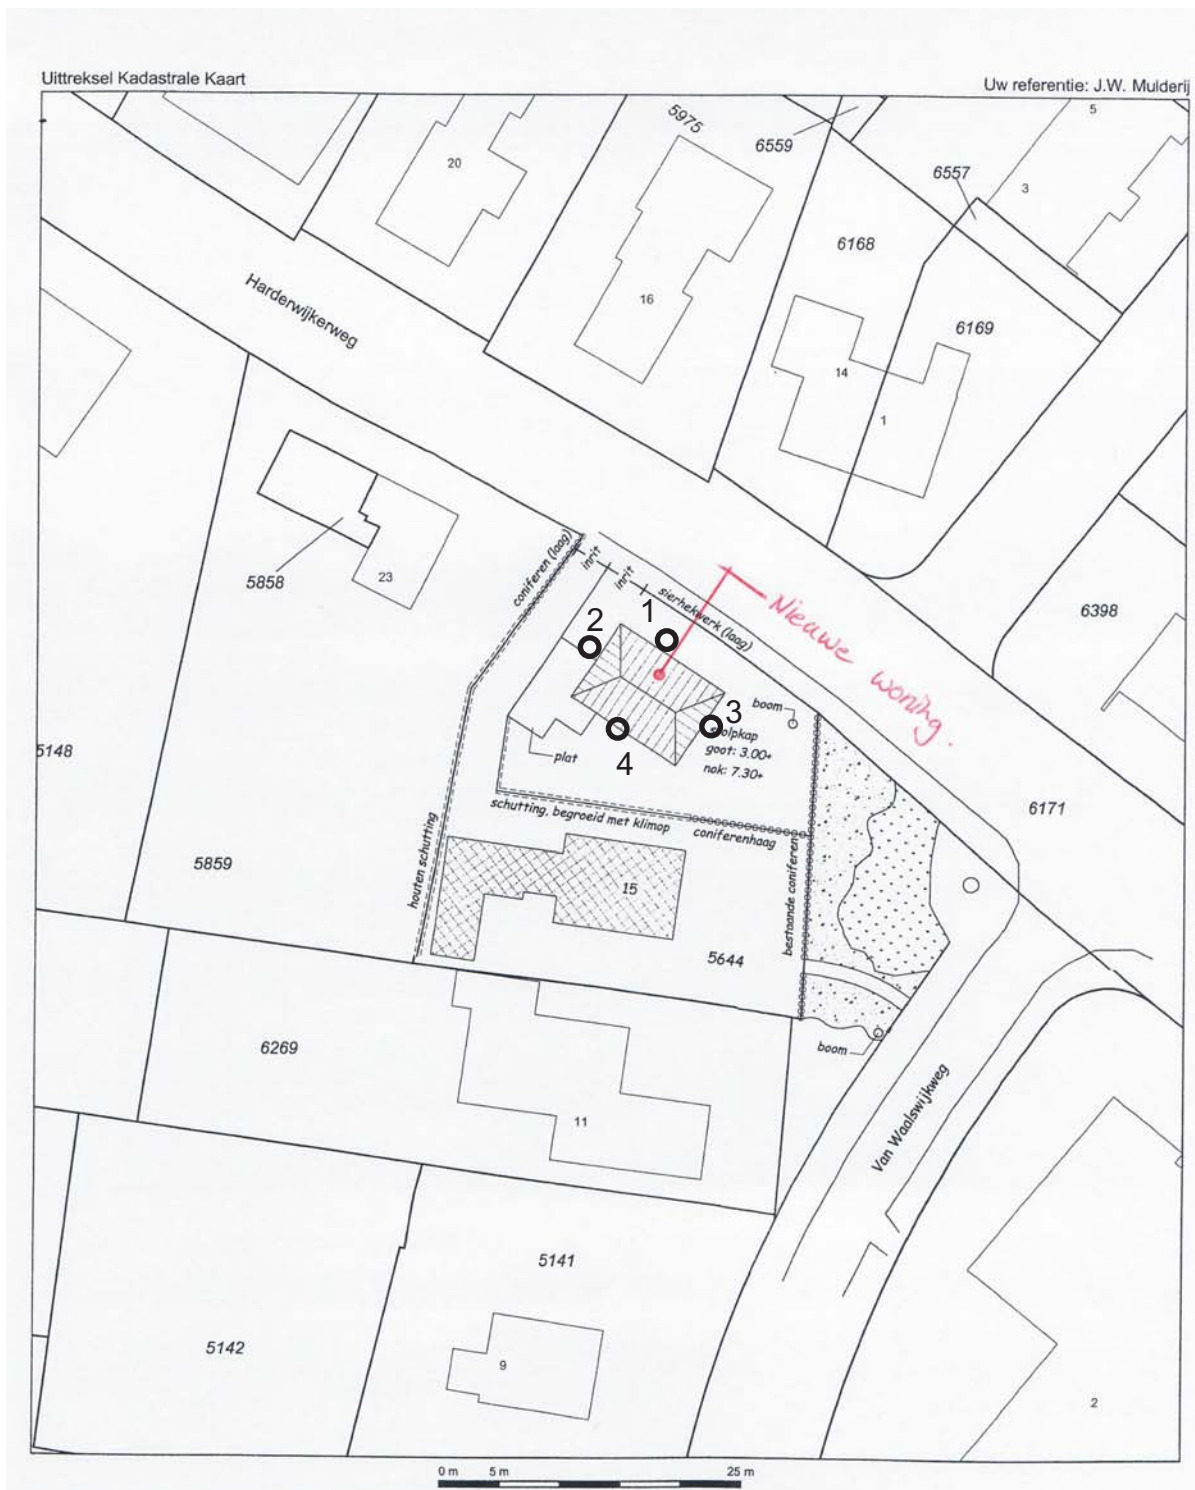 Uittreksel Kadastrale Kaart
Uw referentie: J.W. Mulderij
5975
5
6559
20
6557
3
6168
Harderwijkerweg
16
6169
14
1
coniferen (laag)
inrit
inrit
sierhekwerk (laag)
Nieuwe woning.
5858
23
6398
2
1
boom
3
goot: 3.00+
nok: 7.30+
plat
4
5148
schutting, begroeid met klimop
coniferenhaag
6171
houten schutting
5859
15
bestaande coniferen
5644
6269
boom
11
Van Waalswijkweg
5141
5142
9
2
0 m 5 m 25 m